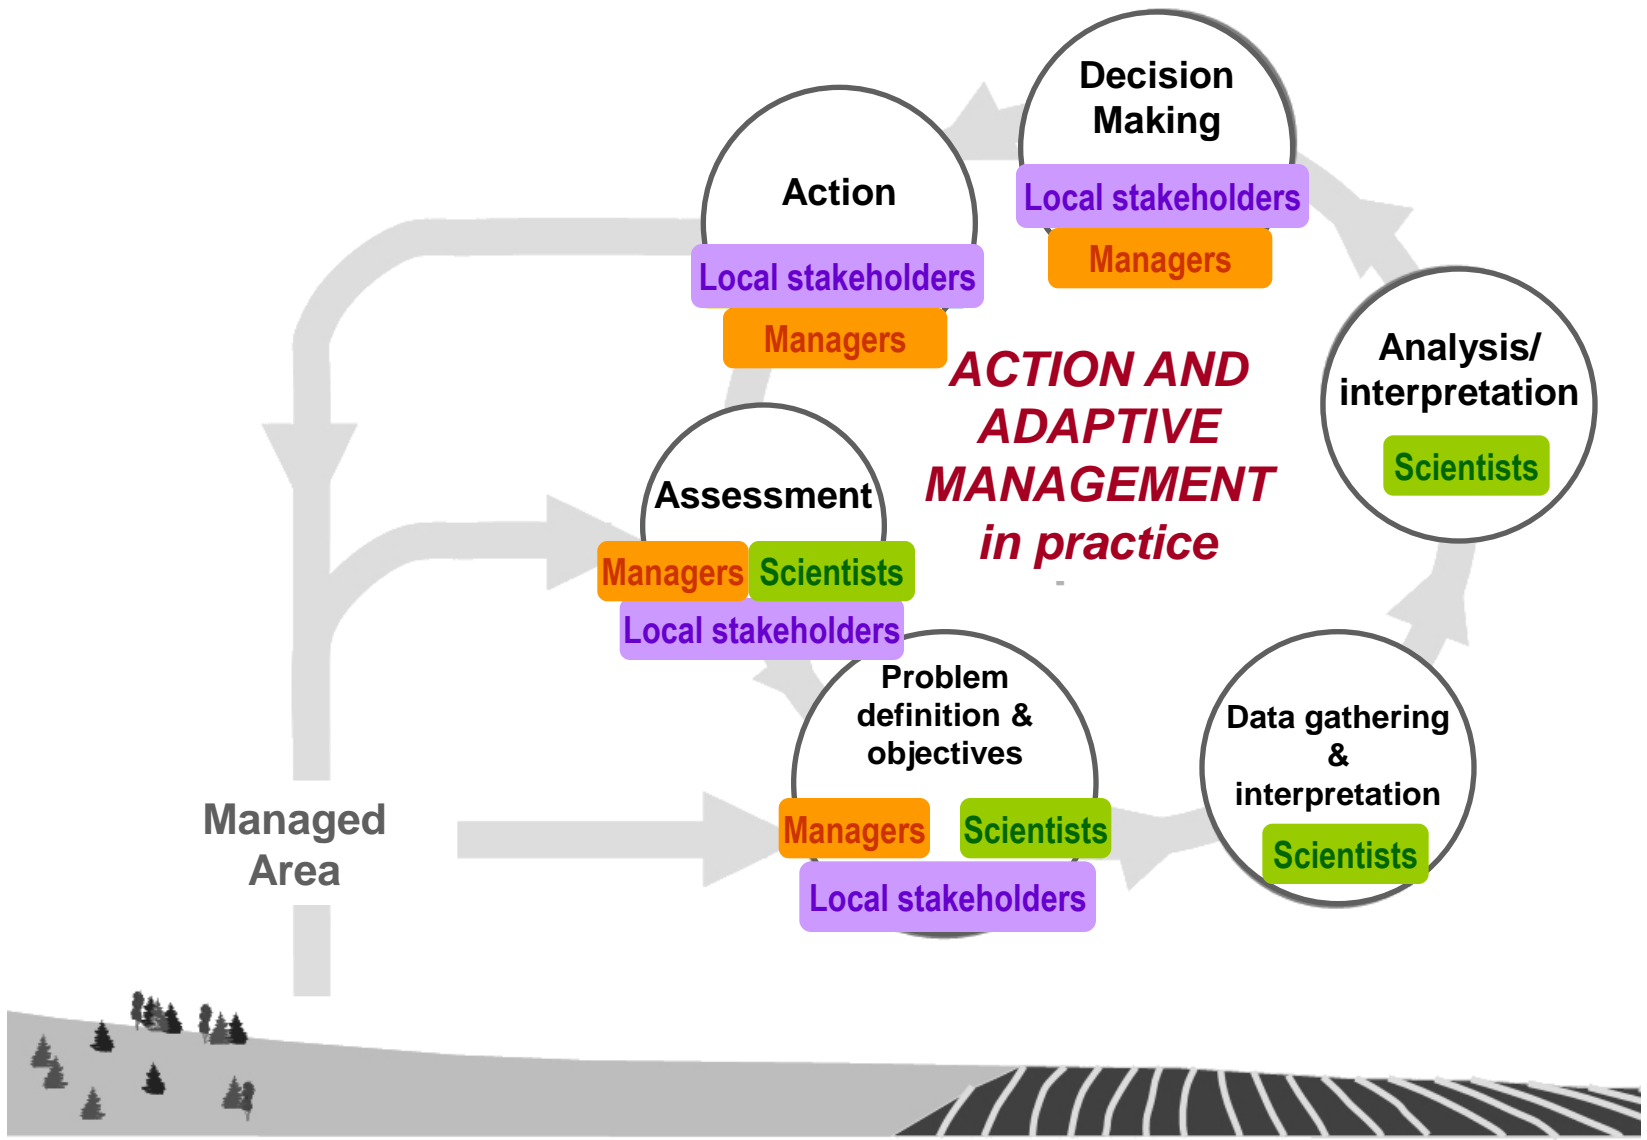 Decision
Making
Local stakeholders
Managers
Action
Local stakeholders
Managers
Analysis/
interpretation
Scientists
ACTION AND
ADAPTIVE
MANAGEMENT
in practice
Assessment
Managers Scientists
Local stakeholders
Problem
definition &
objectives
Managers Scientists
Local stakeholders
Data gathering
&
interpretation
Scientists
Managed
Area